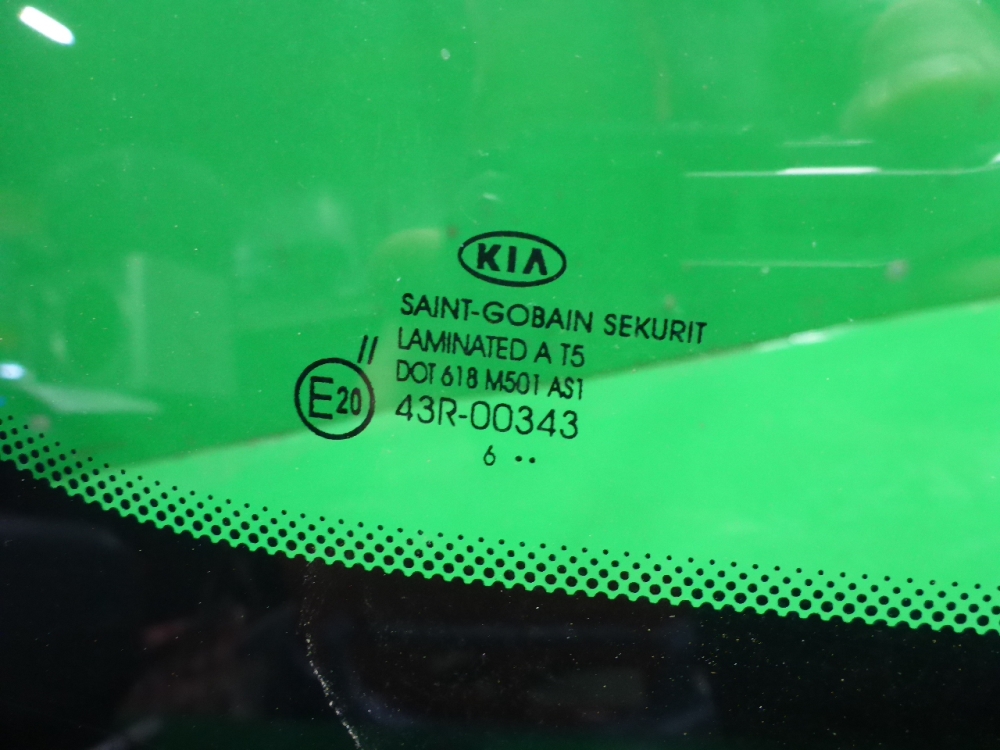 KIA
SAINT-GOBAIN SEKURIT
//
LAMINATED A T5
DOT 618 M501 AS1
E20
43R-00343
6 ..